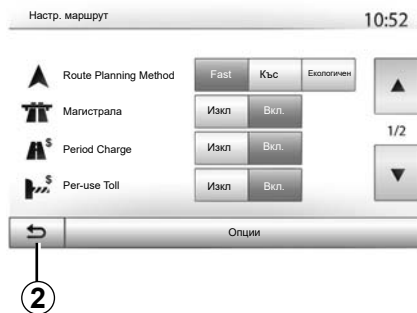 Настр. маршрут 10:52
Route Planning Method Fast Къс Екологичен
Магистрала Изкл Вкл.
$ Period Charge Изкл Вкл.
1/2
$ Per-use Toll Изкл Вкл.
Опции
2